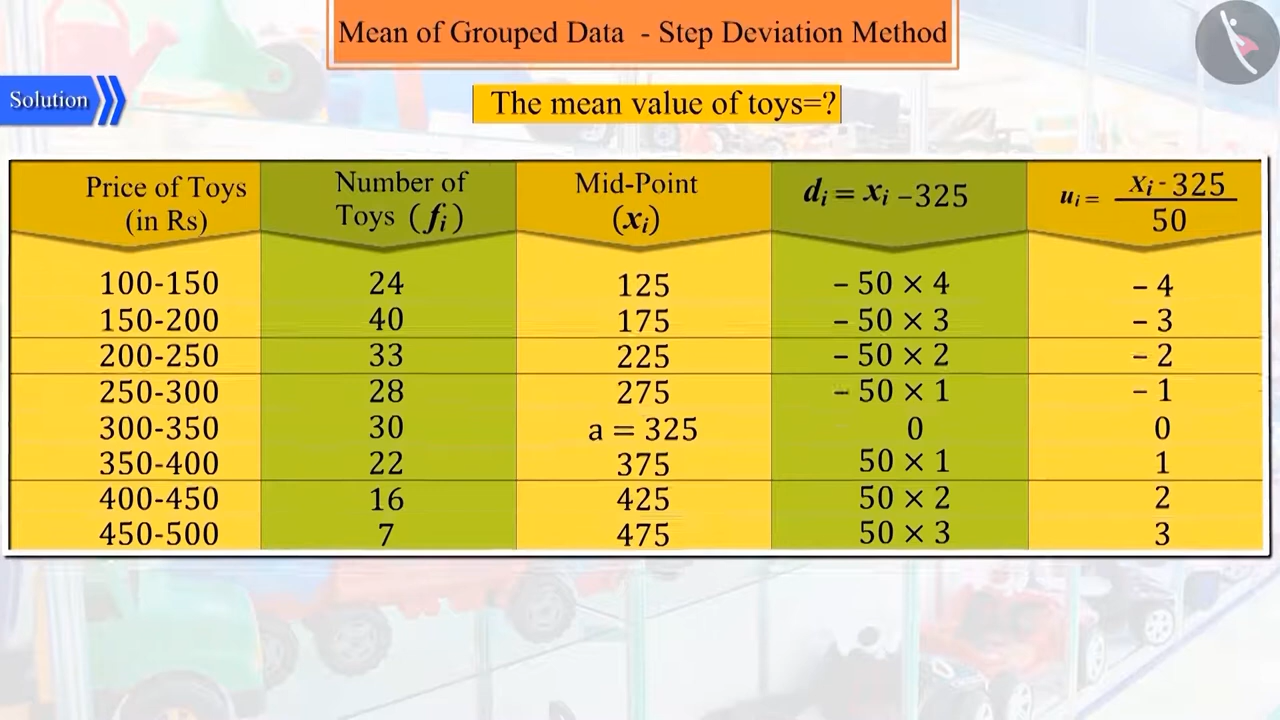 Mean of Grouped Data - Step Deviation Method
Solution
The mean value of toys=?
Price of Toys (in Rs) Number of Toys (fi) Mid-Point (xi) di = xi −325 ui = xi - 325 / 50
100-150 24 125 − 50 × 4 − 4
150-200 40 175 − 50 × 3 − 3
200-250 33 225 − 50 × 2 − 2
250-300 28 275 − 50 × 1 − 1
300-350 30 a = 325 0 0
350-400 22 375 50 × 1 1
400-450 16 425 50 × 2 2
450-500 7 475 50 × 3 3